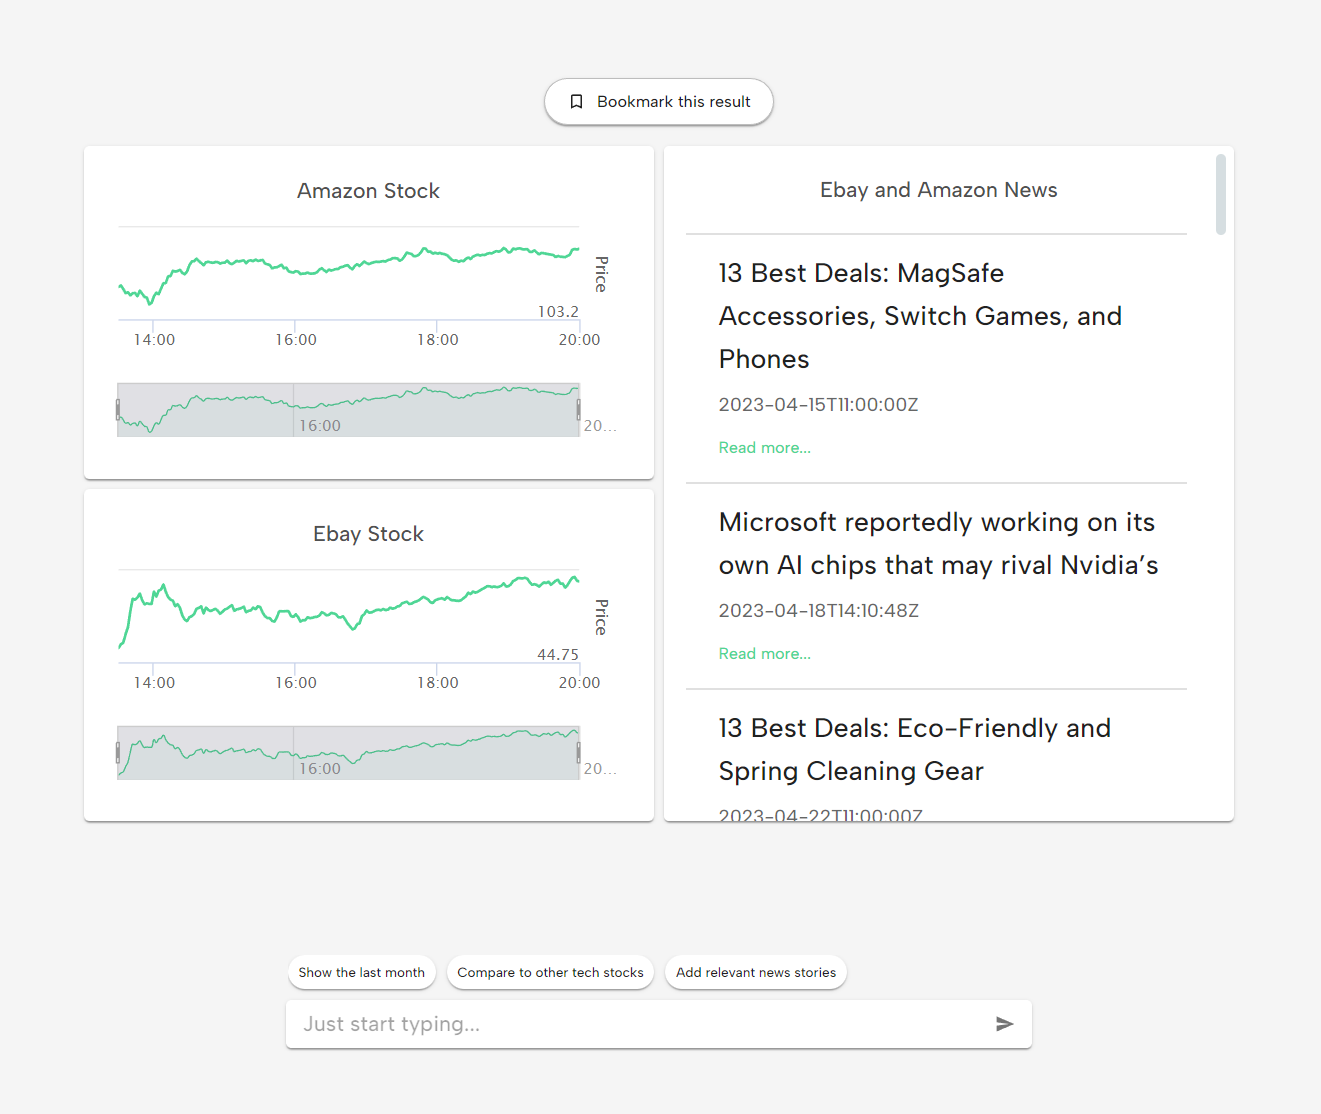 Bookmark this result
Amazon Stock
Price
103.2
14:00 16:00 18:00 20:00
16:00 20...
Ebay Stock
Price
44.75
14:00 16:00 18:00 20:00
16:00 20...
Ebay and Amazon News
13 Best Deals: MagSafe
Accessories, Switch Games, and
Phones
2023-04-15T11:00:00Z
Read more...
Microsoft reportedly working on its
own AI chips that may rival Nvidia’s
2023-04-18T14:10:48Z
Read more...
13 Best Deals: Eco-Friendly and
Spring Cleaning Gear
2023-04-22T11:00:00Z
Show the last month
Compare to other tech stocks
Add relevant news stories
Just start typing...